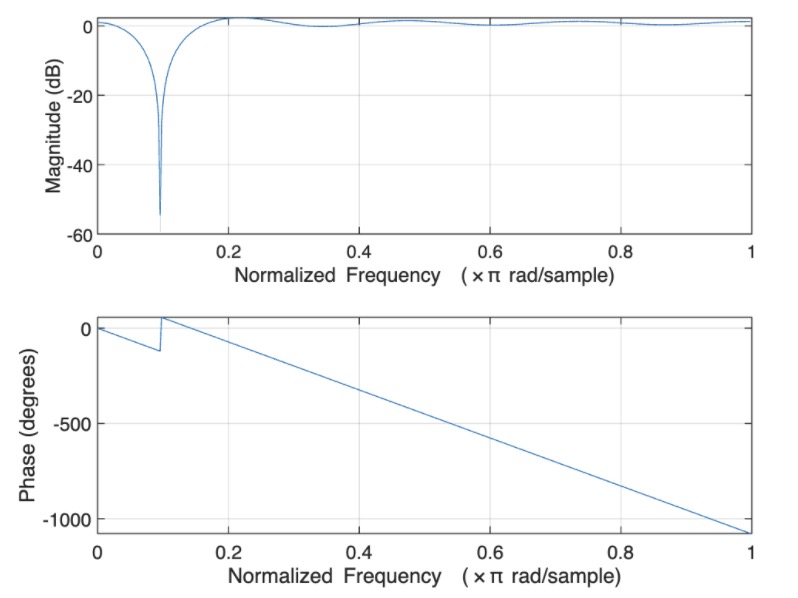 Magnitude (dB)
0
-20
-40
-60
0 0.2 0.4 0.6 0.8 1
Normalized Frequency (×π rad/sample)
Phase (degrees)
0
-500
-1000
0 0.2 0.4 0.6 0.8 1
Normalized Frequency (×π rad/sample)